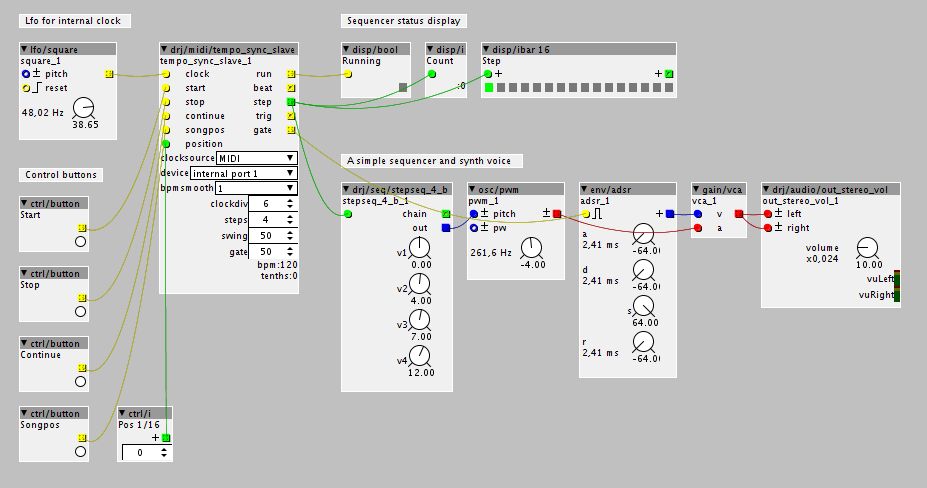 Lfo for internal clock
Sequencer status display
lfo/square
square_1
pitch
reset
48,02 Hz
38.65
drj/midi/tempo_sync_slave
tempo_sync_slave_1
clock run
start beat
stop step
continue trig
songpos gate
position
clocksource MIDI
device internal port 1
bpmsmooth 1
clockdiv 6
steps 4
swing 50
gate 50
bpm:120
tenths:0
disp/bool
Running
disp/i
Count
:0
disp/ibar 16
Step
+ +
Control buttons
ctrl/button
Start
ctrl/button
Stop
ctrl/button
Continue
ctrl/button
Songpos
ctrl/i
Pos 1/16
+
0
A simple sequencer and synth voice
drj/seq/stepseq_4_b
stepseq_4_b_1
chain
out
v1
0.00
v2
4.00
v3
7.00
v4
12.00
osc/pwm
pwm_1
pitch
pw
261,6 Hz
-4.00
env/adsr
adsr_1
+
a
2,41 ms
-64.0(
d
2,41 ms
-64.0(
s
64.00
r
2,41 ms
-64.0(
gain/vca
vca_1
v
a
drj/audio/out_stereo_vol
out_stereo_vol_1
left
right
volume
x0,024
10.00
vuLeft
vuRight